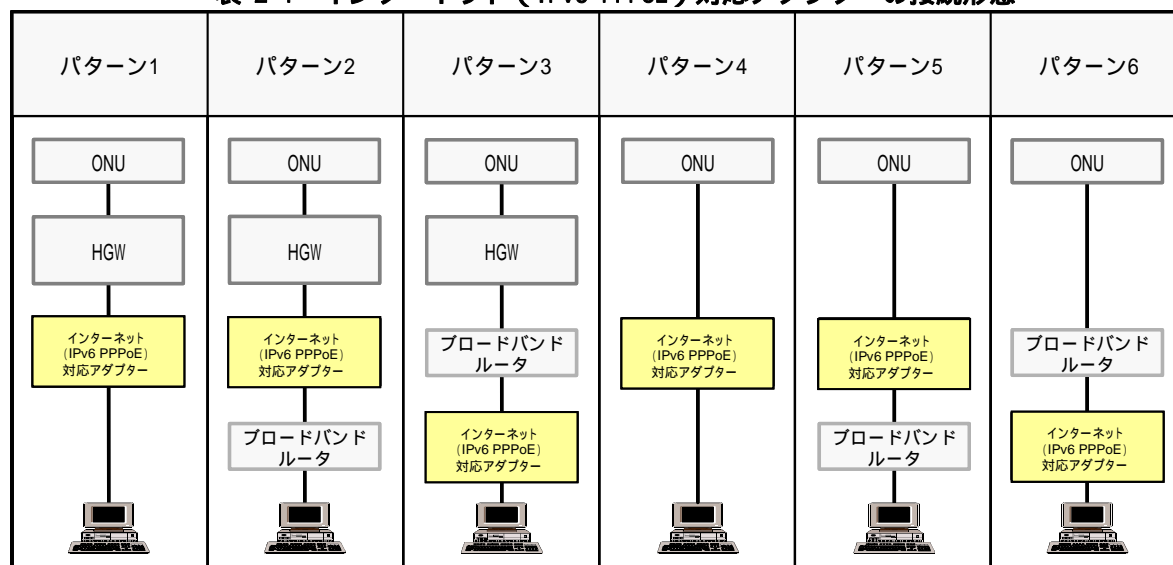 パターン1
パターン2
パターン3
パターン4
パターン5
パターン6
ONU
HGW
インターネット
(IPv6 PPPoE)
対応アダプター
ONU
HGW
インターネット
(IPv6 PPPoE)
対応アダプター
ブロードバンド
ルータ
ONU
HGW
ブロードバンド
ルータ
インターネット
(IPv6 PPPoE)
対応アダプター
ONU
インターネット
(IPv6 PPPoE)
対応アダプター
ONU
インターネット
(IPv6 PPPoE)
対応アダプター
ブロードバンド
ルータ
ONU
ブロードバンド
ルータ
インターネット
(IPv6 PPPoE)
対応アダプター